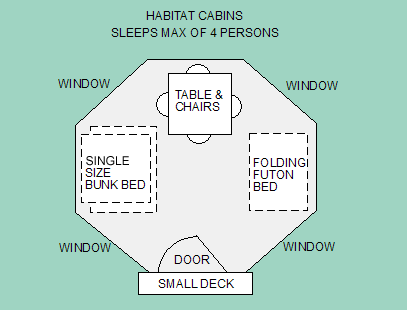 HABITAT CABINS
SLEEPS MAX OF 4 PERSONS
WINDOW
WINDOW
TABLE &
CHAIRS
SINGLE
SIZE
BUNK BED
FOLDING
FUTON
BED
WINDOW
WINDOW
DOOR
SMALL DECK